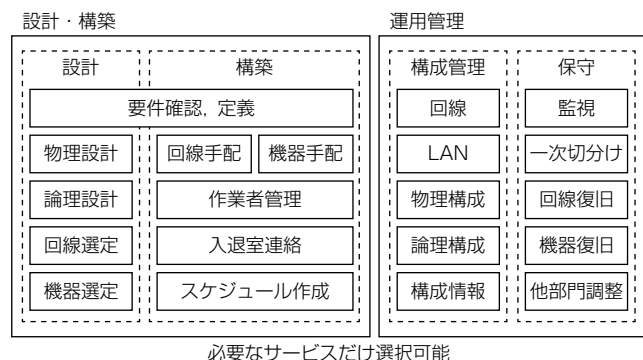 設計・構築
運用管理
設計
構築
構成管理
保守
要件確認，定義
回線
監視
物理設計
回線手配
機器手配
LAN
一次切分け
論理設計
作業者管理
物理構成
回線復旧
回線選定
入退室連絡
論理構成
機器復旧
機器選定
スケジュール作成
構成情報
他部門調整
必要なサービスだけ選択可能